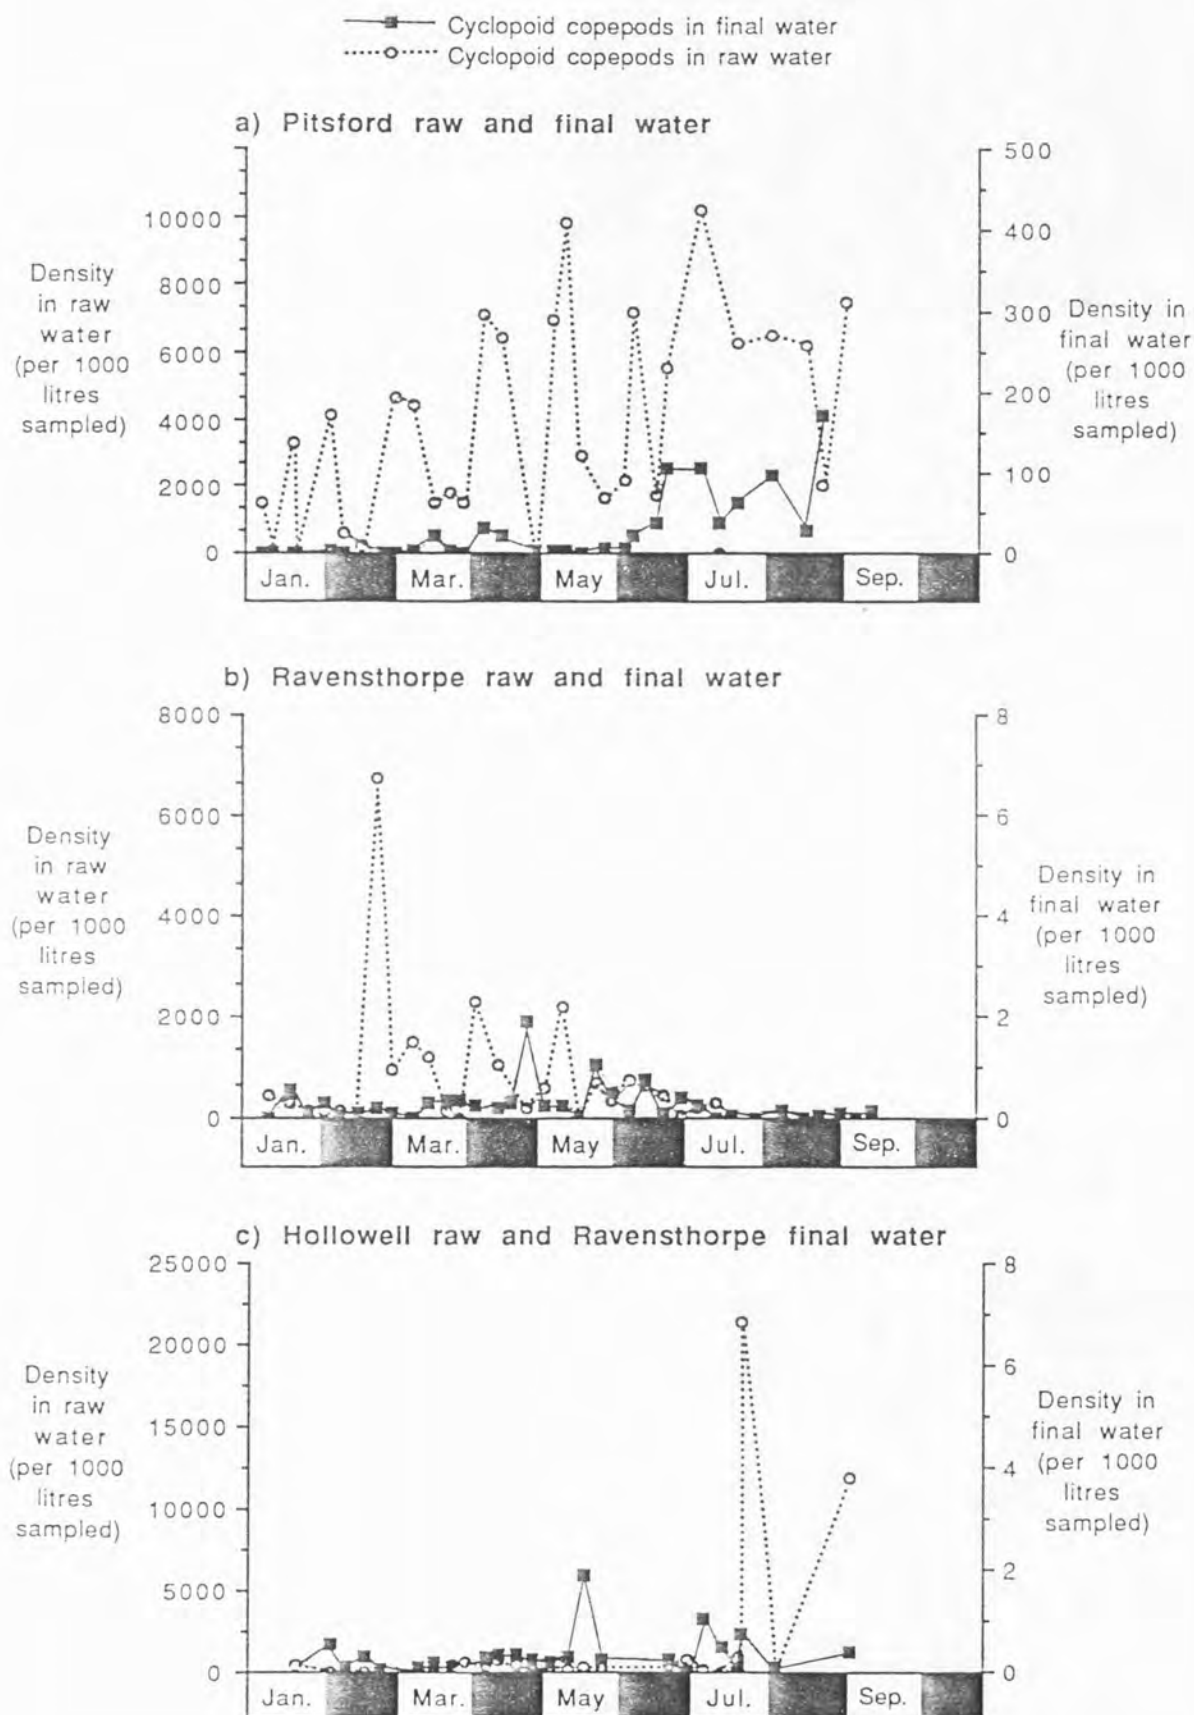 Cyclopoid copepods in final water
Cyclopoid copepods in raw water
a) Pitsford raw and final water
Density
in raw
water
(per 1000
litres
sampled)
10000
8000
6000
4000
2000
0
500
400
300
200
100
0
Density in
final water
(per 1000
litres
sampled)
Jan. Mar. May Jul. Sep.
b) Ravensthorpe raw and final water
Density
in raw
water
(per 1000
litres
sampled)
8000
6000
4000
2000
0
8
6
4
2
0
Density in
final water
(per 1000
litres
sampled)
Jan. Mar. May Jul. Sep.
c) Hollowell raw and Ravensthorpe final water
Density
in raw
water
(per 1000
litres
sampled)
25000
20000
15000
10000
5000
0
8
6
4
2
0
Density in
final water
(per 1000
litres
sampled)
Jan. Mar. May Jul. Sep.